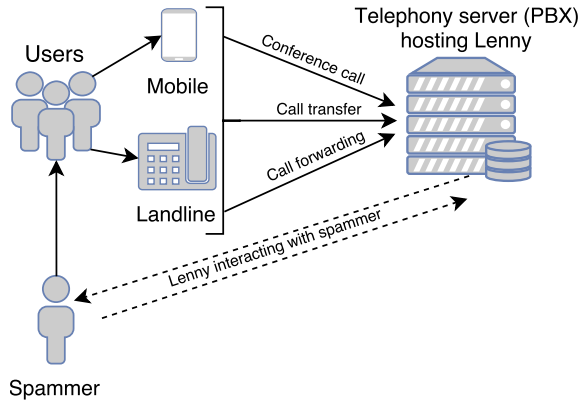 Telephony server (PBX)
hosting Lenny
Users
Mobile
Conference call
Call transfer
Call forwarding
Landline
Lenny interacting with spammer
Spammer